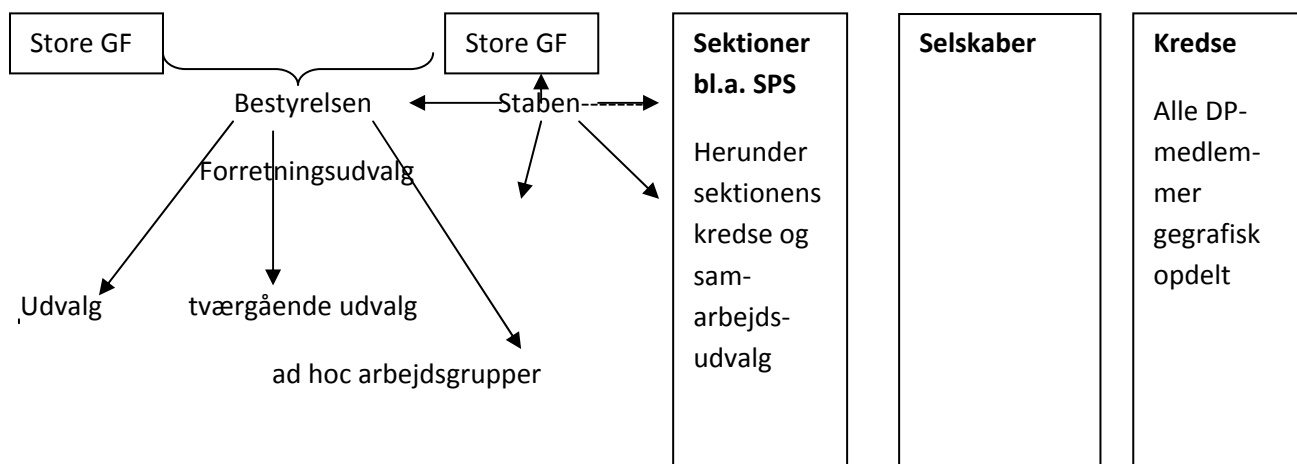 Store GF
Store GF
Bestyrelsen
Staben
Forretningsudvalg
Udvalg
tværgående udvalg
ad hoc arbejdsgrupper
Sektioner
bl.a. SPS
Herunder
sektionens
kredse og
sam-
arbejds-
udvalg
Selskaber
Kredse
Alle DP-
medlem-
mer
gegrafisk
opdelt